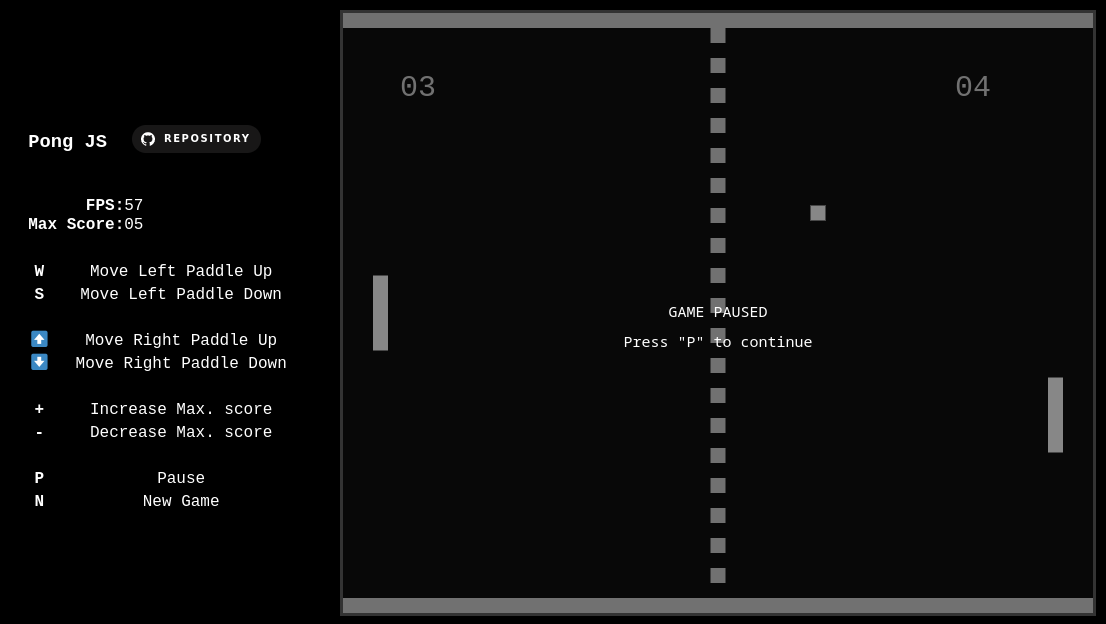 Pong JS
REPOSITORY
FPS:57
Max Score:05
W Move Left Paddle Up
S Move Left Paddle Down
⬆ Move Right Paddle Up
⬇ Move Right Paddle Down
+ Increase Max. score
- Decrease Max. score
P Pause
N New Game
03 04
GAME PAUSED
Press "P" to continue